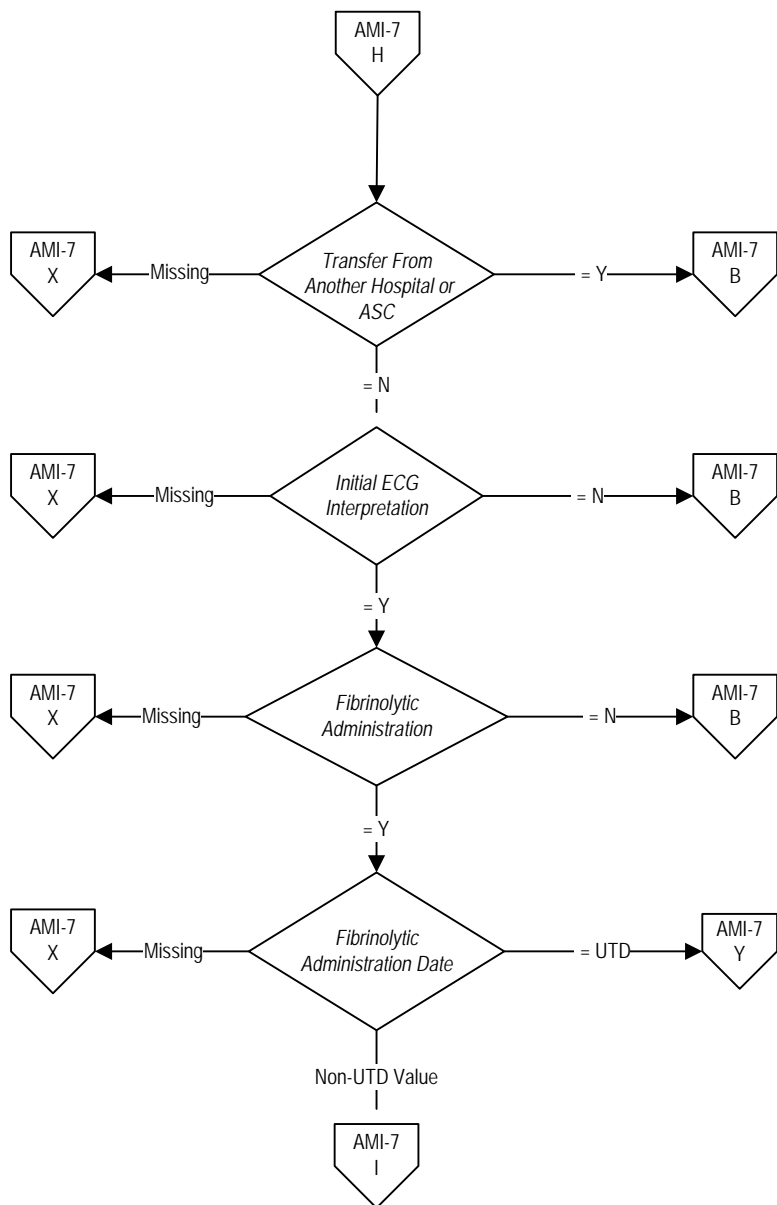 AMI-7
H
AMI-7
X
Missing
Transfer From
Another Hospital or
ASC
= Y
AMI-7
B
= N
AMI-7
X
Missing
Initial ECG
Interpretation
= N
AMI-7
B
= Y
AMI-7
X
Missing
Fibrinolytic
Administration
= N
AMI-7
B
= Y
AMI-7
X
Missing
Fibrinolytic
Administration Date
= UTD
AMI-7
Y
Non-UTD Value
AMI-7
I